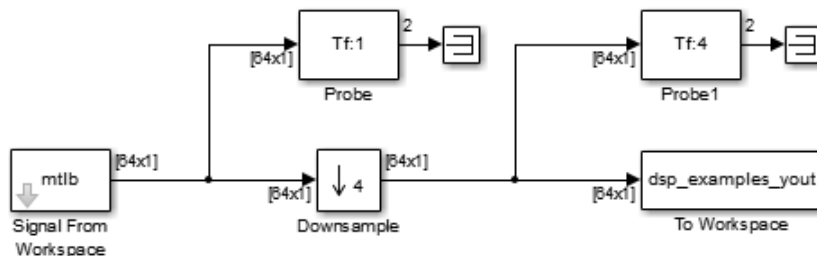 Tf:1
2
[64x1]
Probe
Tf:4
2
[64x1]
Probe1
mtlb
[64x1]
Signal From
Workspace
[64x1]
↓ 4
[64x1]
Downsample
dsp_examples_yout
[64x1]
To Workspace